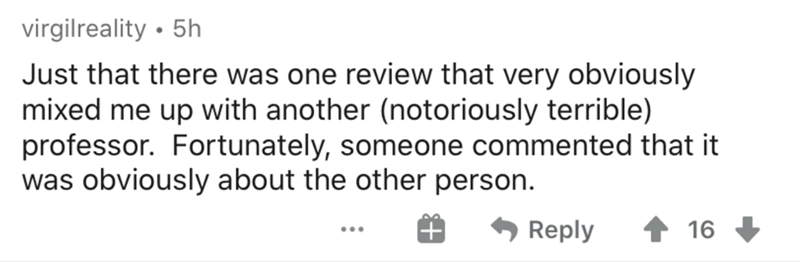 virgilreality • 5h
Just that there was one review that very obviously
mixed me up with another (notoriously terrible)
professor.  Fortunately, someone commented that it
was obviously about the other person.
... Reply 16